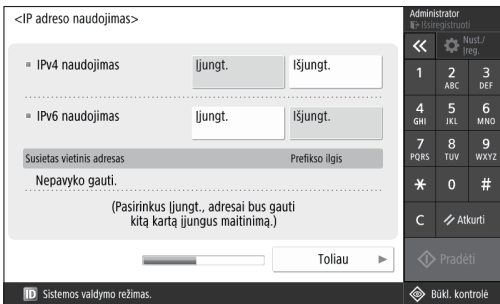 <IP adreso naudojimas>
IPv4 naudojimas
Įjungt.
Išjungt.
IPv6 naudojimas
Įjungt.
Išjungt.
Susietas vietinis adresas
Prefikso ilgis
Nepavyko gauti.
(Pasirinkus Įjungt., adresai bus gauti
kitą kartą įjungus maitinimą.)
Toliau
ID Sistemos valdymo režimas.
Administrator
Išsiregistruoti
Nust./
Įreg.
1
2
ABC
3
DEF
4
GHI
5
JKL
6
MNO
7
PQRS
8
TUV
9
WXYZ
*
0
#
C
Atkurti
Pradėti
Būkl. kontrolė